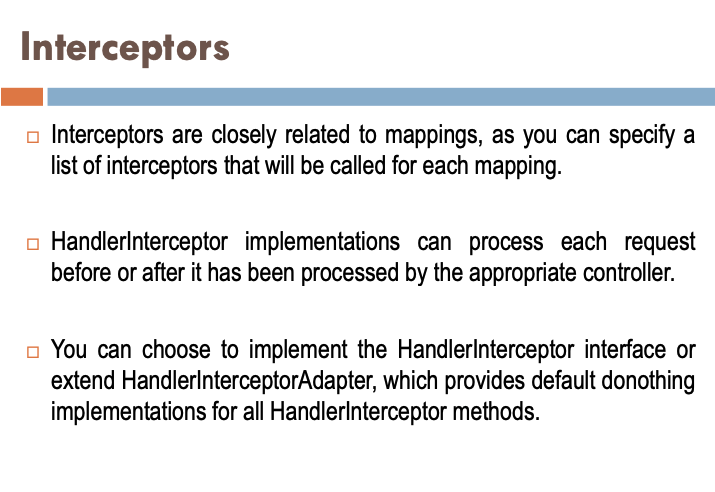 Interceptors
Interceptors are closely related to mappings, as you can specify a
list of interceptors that will be called for each mapping.
HandlerInterceptor implementations can process each request
before or after it has been processed by the appropriate controller.
You can choose to implement the HandlerInterceptor interface or
extend HandlerInterceptorAdapter, which provides default donothing
implementations for all HandlerInterceptor methods.